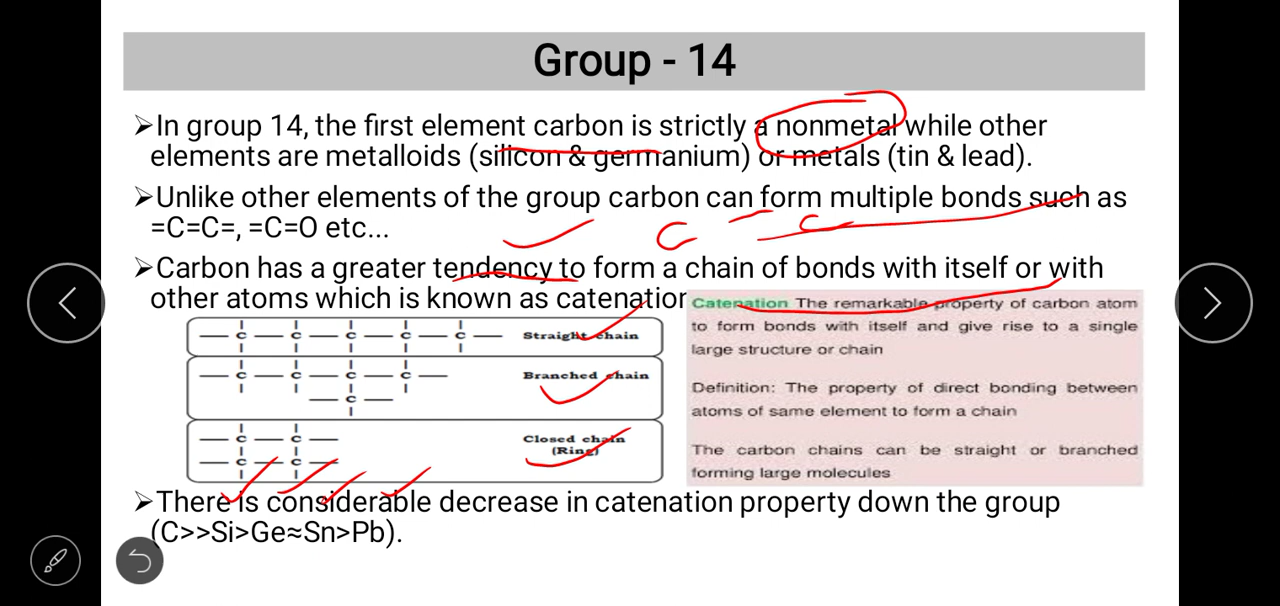 Group - 14
➢In group 14, the first element carbon is strictly a nonmetal while other
elements are metalloids (silicon & germanium) or metals (tin & lead).
➢Unlike other elements of the group carbon can form multiple bonds such as
=C=C=, =C=O etc...
C = C
➢Carbon has a greater tendency to form a chain of bonds with itself or with
other atoms which is known as catenation
— C — C — C — C — C —
Straight chain
— C — C — C — C —
— C —
Branched chain
— C — C —
— C — C —
Closed chain
(Ring)
Catenation The remarkable property of carbon atom
to form bonds with itself and give rise to a single
large structure or chain
Definition: The property of direct bonding between
atoms of same element to form a chain
The carbon chains can be straight or branched
forming large molecules
➢There is considerable decrease in catenation property down the group
(C>>Si>Ge≈Sn>Pb).